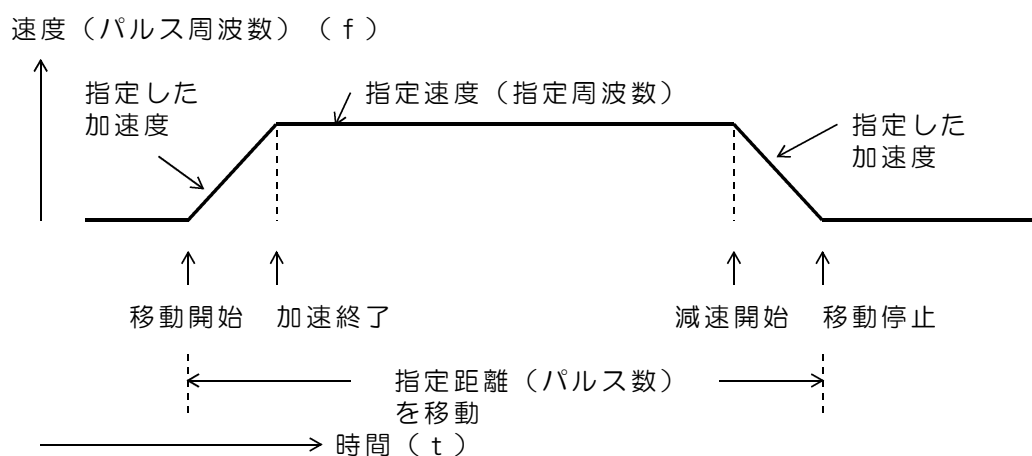 速度（パルス周波数）（ｆ）
指定した
加速度
指定速度（指定周波数）
指定した
加速度
移動開始
加速終了
減速開始
移動停止
指定距離（パルス数）
を移動
時間（ｔ）